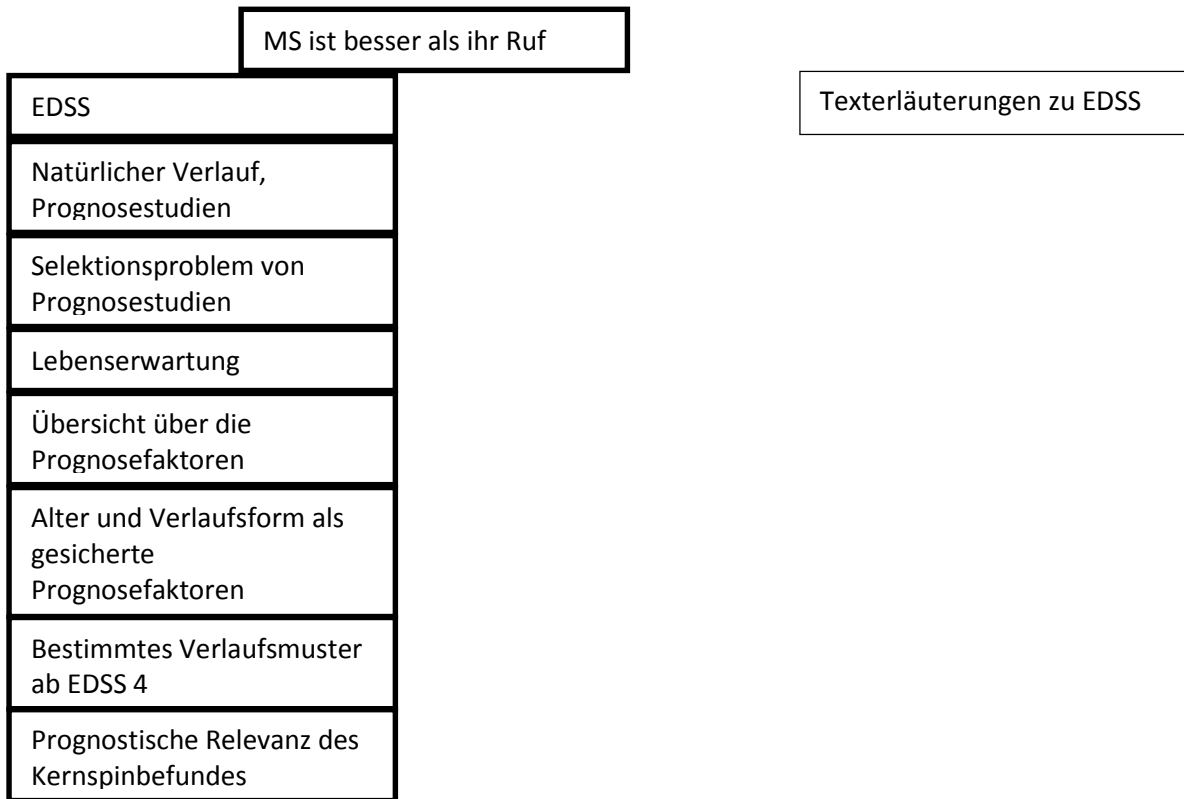 MS ist besser als ihr Ruf
EDSS
Texterläuterungen zu EDSS
Natürlicher Verlauf,
Prognosestudien
Selektionsproblem von
Prognosestudien
Lebenserwartung
Übersicht über die
Prognosefaktoren
Alter und Verlaufsform als
gesicherte
Prognosefaktoren
Bestimmtes Verlaufsmuster
ab EDSS 4
Prognostische Relevanz des
Kernspinbefundes